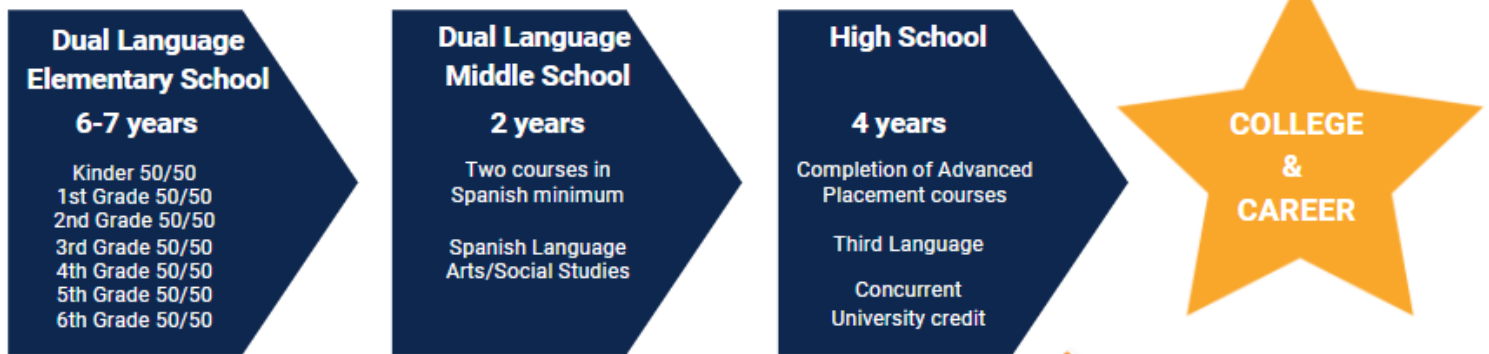 Dual Language
Elementary School
6-7 years
Kinder 50/50
1st Grade 50/50
2nd Grade 50/50
3rd Grade 50/50
4th Grade 50/50
5th Grade 50/50
6th Grade 50/50
Dual Language
Middle School
2 years
Two courses in
Spanish minimum
Spanish Language
Arts/Social Studies
High School
4 years
Completion of Advanced
Placement courses
Third Language
Concurrent
University credit
COLLEGE
&
CAREER